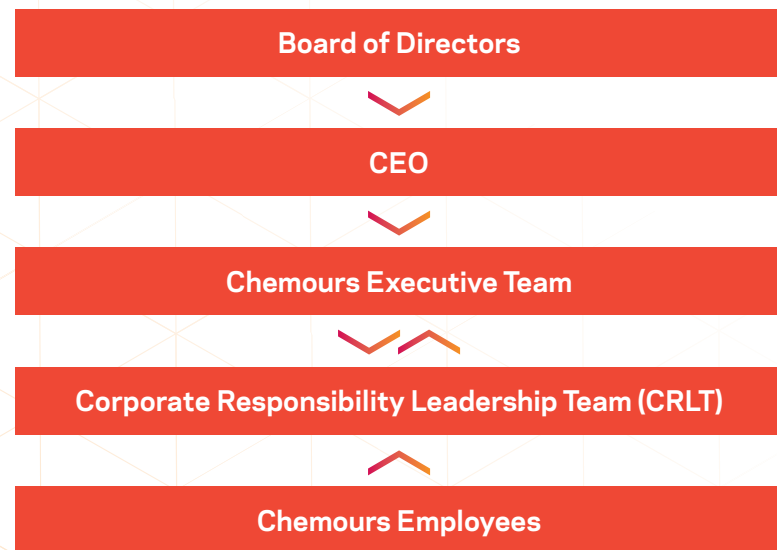 Board of Directors
CEO
Chemours Executive Team
Corporate Responsibility Leadership Team (CRLT)
Chemours Employees